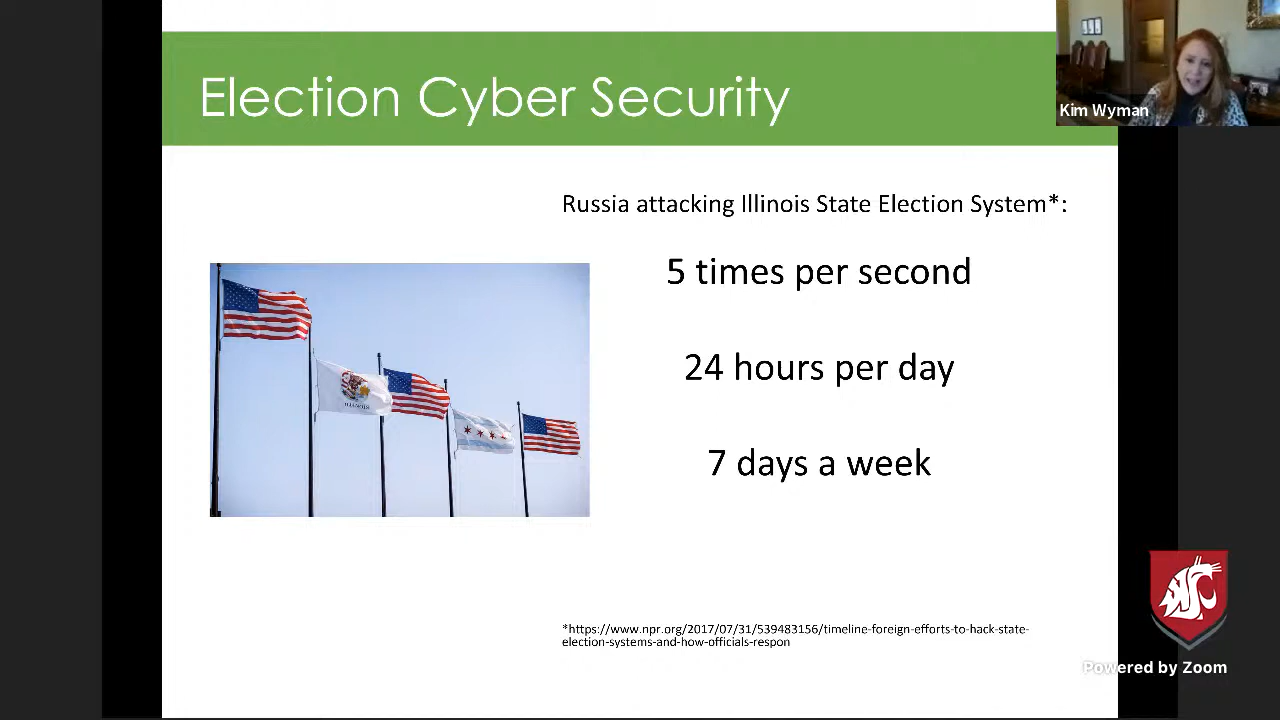 Election Cyber Security
Kim Wyman
Russia attacking Illinois State Election System*:
5 times per second
24 hours per day
7 days a week
ILLINOIS
*https://www.npr.org/2017/07/31/539483156/timeline-foreign-efforts-to-hack-state-
election-systems-and-how-officials-respon
Powered by Zoom